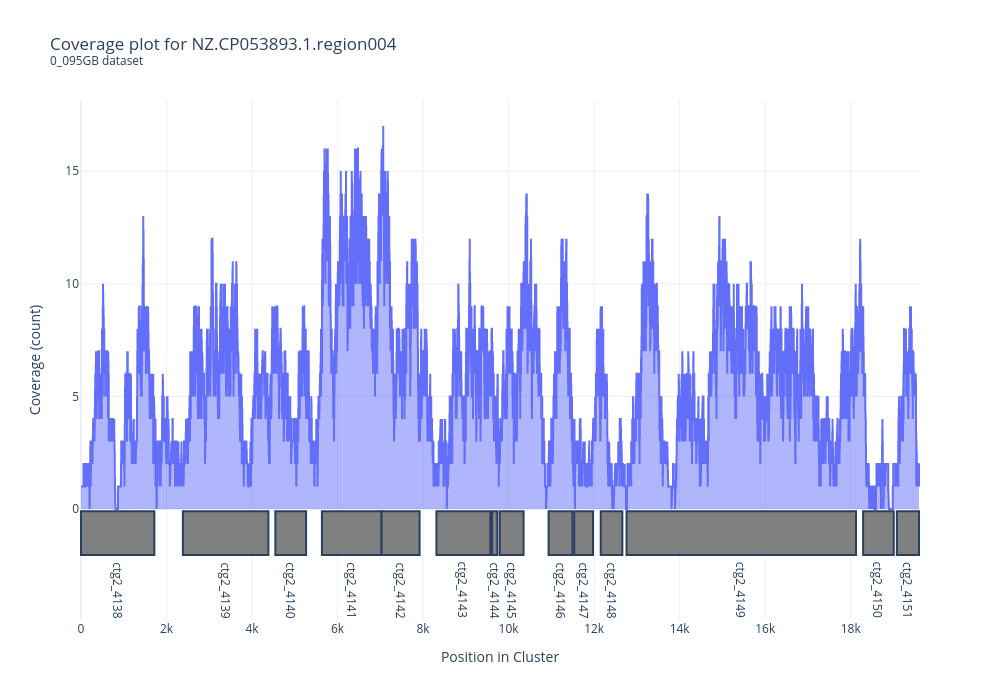 Coverage plot for NZ.CP053893.1.region004
0_095GB dataset
15
10
5
0
Coverage (count)
ctg2_4138
ctg2_4139
ctg2_4140
ctg2_4141
ctg2_4142
ctg2_4143
ctg2_4144
ctg2_4145
ctg2_4146
ctg2_4147
ctg2_4148
ctg2_4149
ctg2_4150
ctg2_4151
0 2k 4k 6k 8k 10k 12k 14k 16k 18k
Position in Cluster